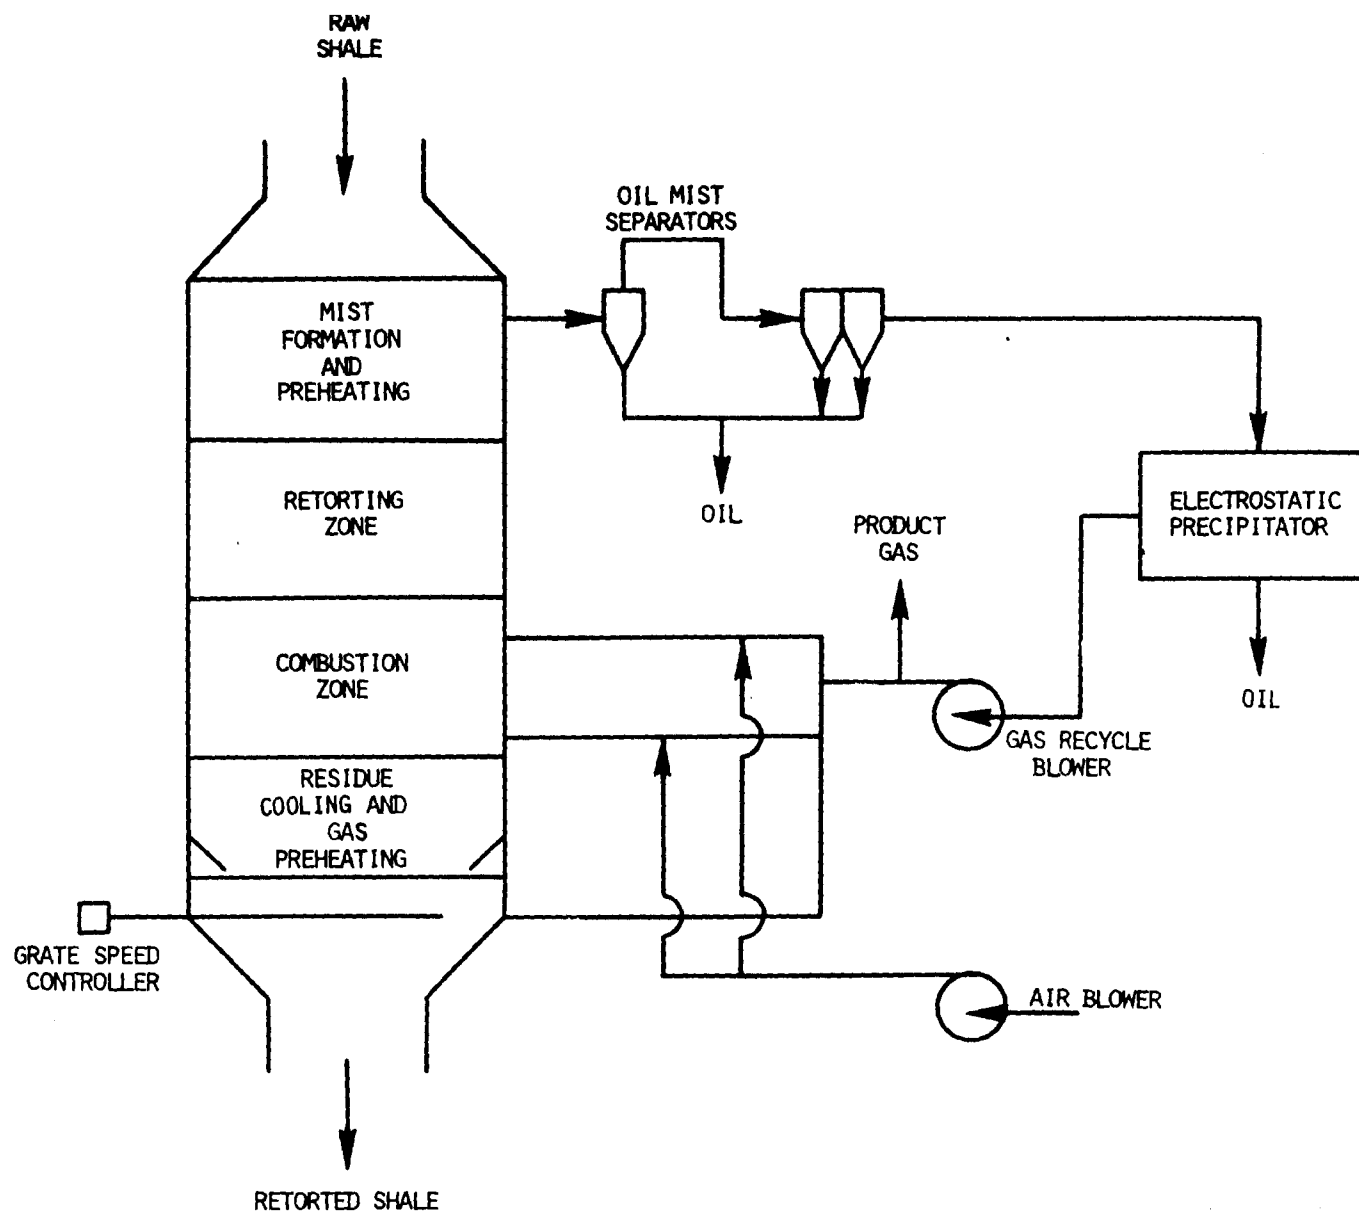 RAW
SHALE
OIL MIST
SEPARATORS
MIST
FORMATION
AND
PREHEATING
RETORTING
ZONE
OIL
PRODUCT
GAS
ELECTROSTATIC
PRECIPITATOR
COMBUSTION
ZONE
OIL
GAS RECYCLE
BLOWER
RESIDUE
COOLING AND
GAS
PREHEATING
GRATE SPEED
CONTROLLER
AIR BLOWER
RETORTED SHALE